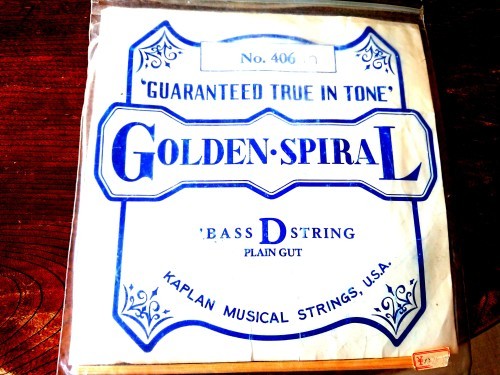 No. 406
'GUARANTEED TRUE IN TONE'
GOLDEN·SPIRAL
'BASS D STRING
PLAIN GUT
KAPLAN MUSICAL STRINGS, U.S.A.